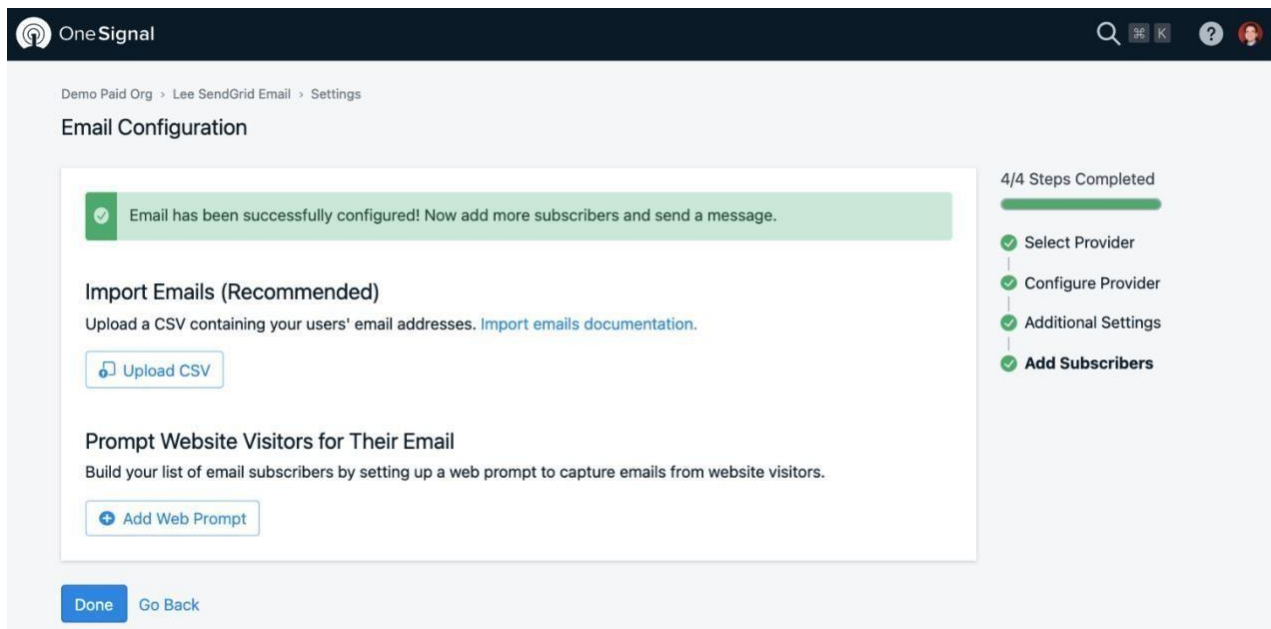 OneSignal
⌘ K
?
Demo Paid Org › Lee SendGrid Email › Settings
Email Configuration
Email has been successfully configured! Now add more subscribers and send a message.
Import Emails (Recommended)
Upload a CSV containing your users' email addresses. Import emails documentation.
Upload CSV
Prompt Website Visitors for Their Email
Build your list of email subscribers by setting up a web prompt to capture emails from website visitors.
Add Web Prompt
Done Go Back
4/4 Steps Completed
Select Provider
Configure Provider
Additional Settings
Add Subscribers